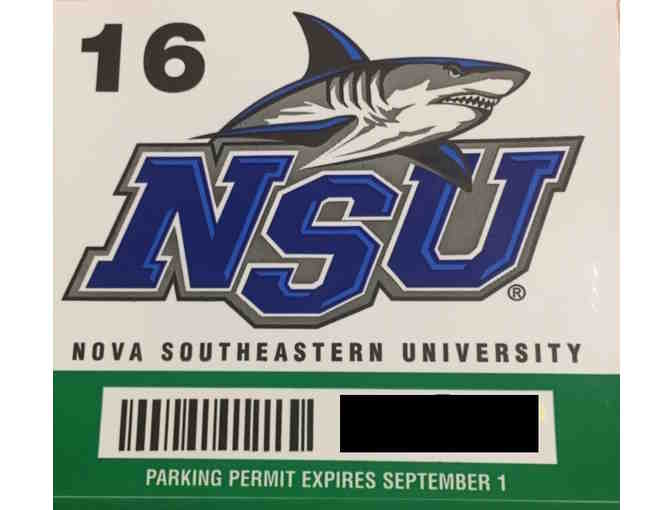 16
NSU®
NOVA SOUTHEASTERN UNIVERSITY
PARKING PERMIT EXPIRES SEPTEMBER 1